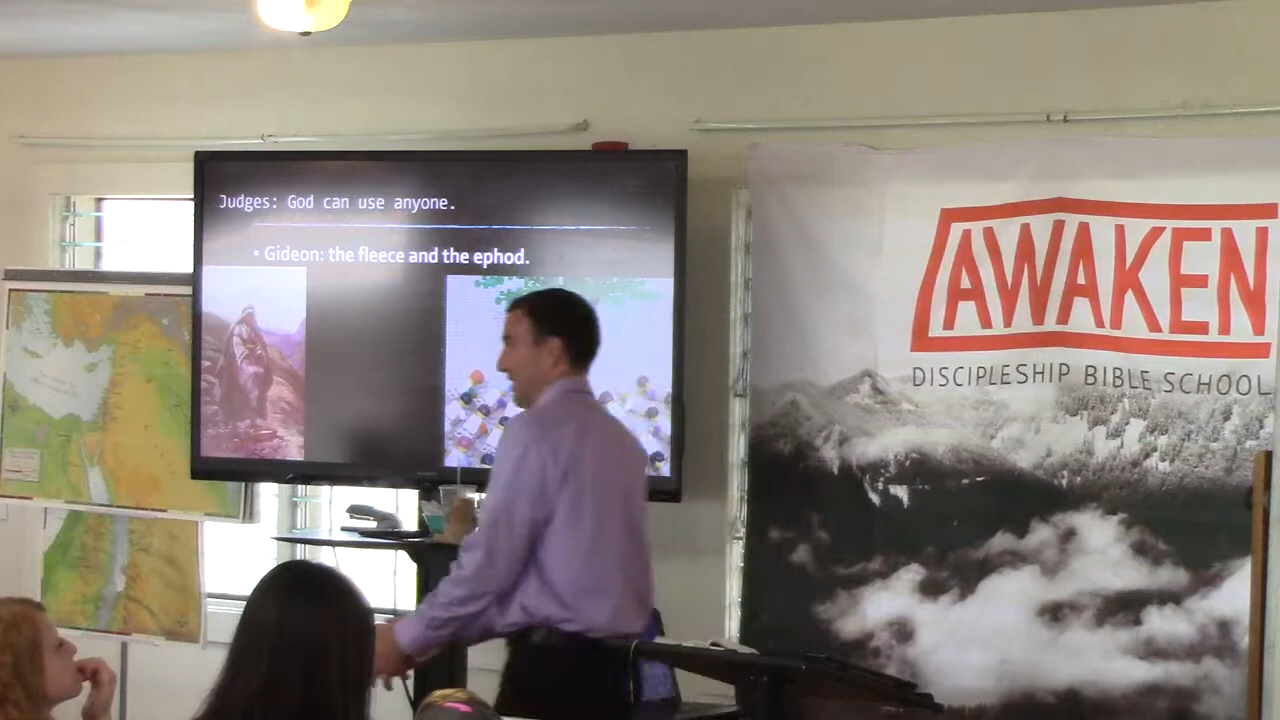 Judges: God can use anyone.
▪ Gideon: the fleece and the ephod.
AWAKEN
DISCIPLESHIP BIBLE SCHOOL